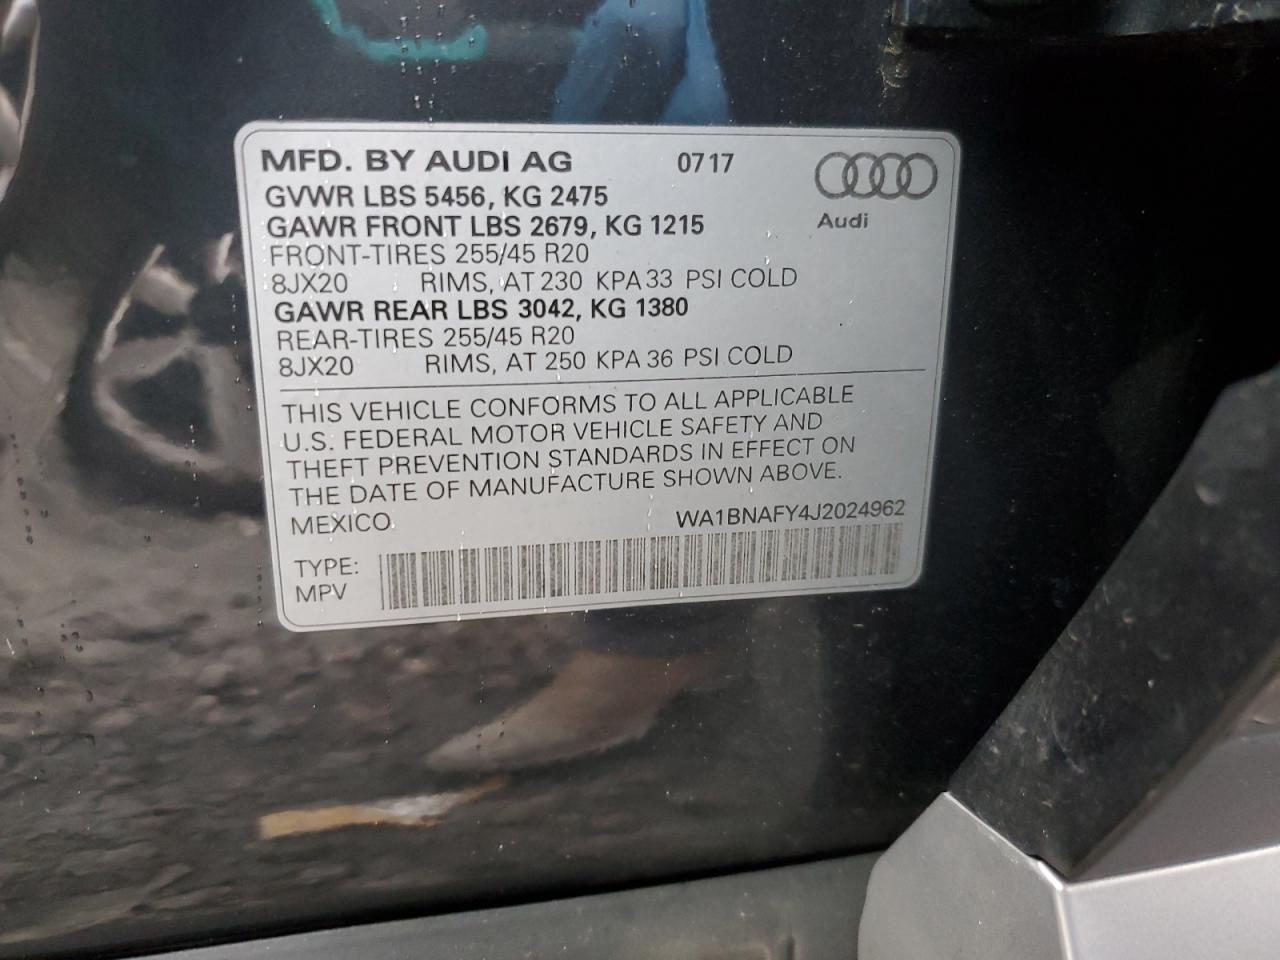 MFD. BY AUDI AG 0717
GVWR LBS 5456, KG 2475
GAWR FRONT LBS 2679, KG 1215
Audi
FRONT-TIRES 255/45 R20
8JX20 RIMS, AT 230 KPA 33 PSI COLD
GAWR REAR LBS 3042, KG 1380
REAR-TIRES 255/45 R20
8JX20 RIMS, AT 250 KPA 36 PSI COLD
THIS VEHICLE CONFORMS TO ALL APPLICABLE
U.S. FEDERAL MOTOR VEHICLE SAFETY AND
THEFT PREVENTION STANDARDS IN EFFECT ON
THE DATE OF MANUFACTURE SHOWN ABOVE.
MEXICO WA1BNAFY4J2024962
TYPE:
MPV